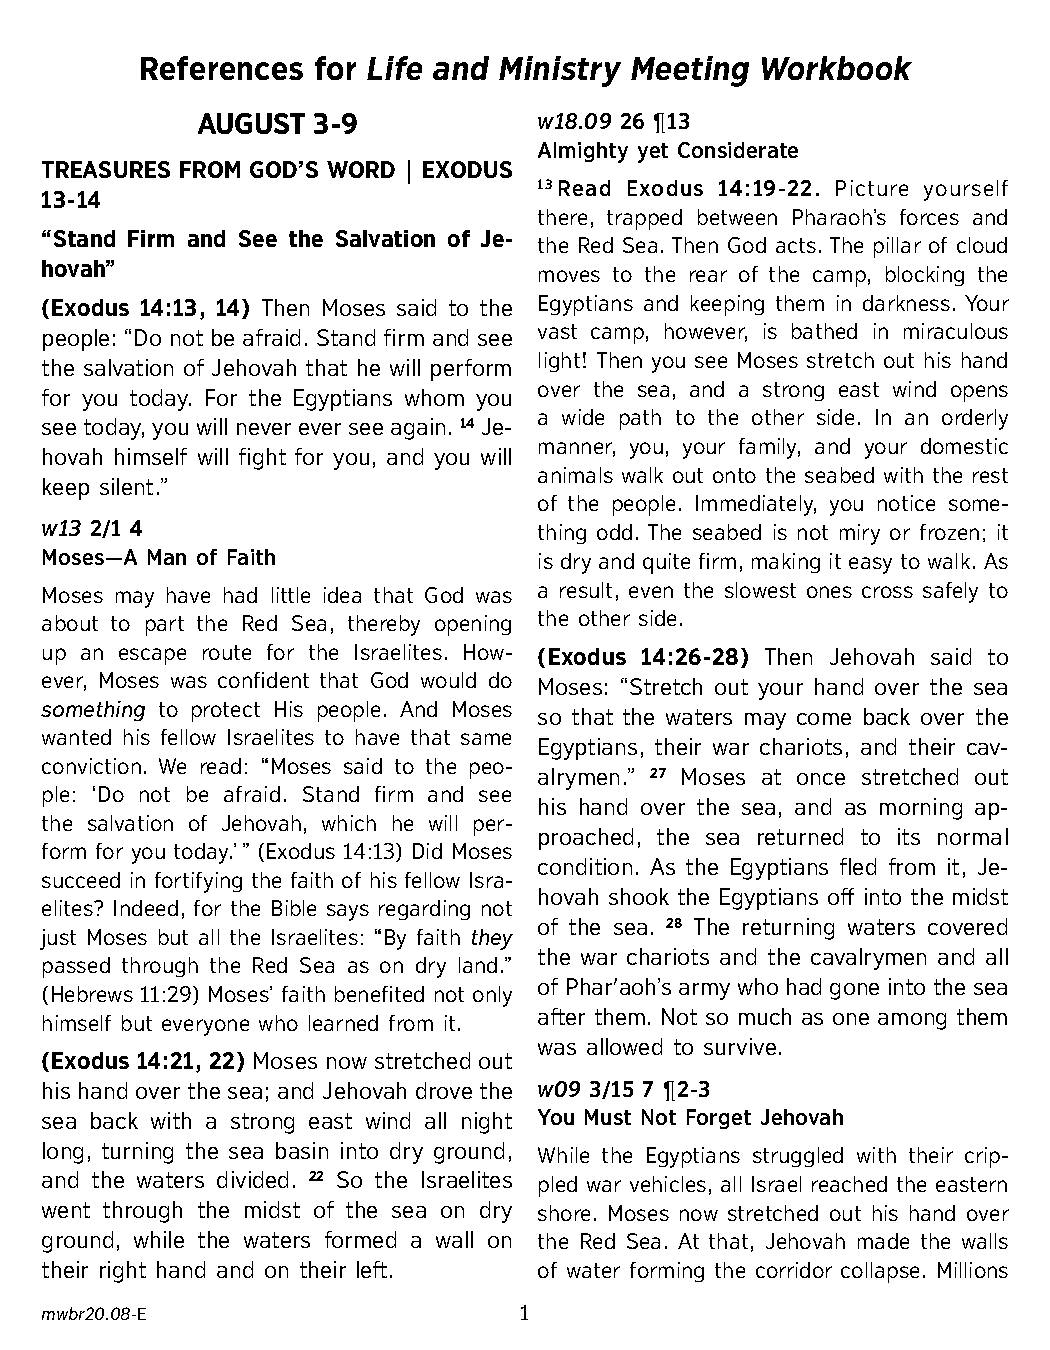 References for Life and Ministry Meeting Workbook
AUGUST 3-9
TREASURES FROM GOD’S WORD | EXODUS
13-14
“Stand Firm and See the Salvation of Je-
hovah”
(Exodus 14:13, 14) Then Moses said to the
people: “Do not be afraid. Stand firm and see
the salvation of Jehovah that he will perform
for you today. For the Egyptians whom you
see today, you will never ever see again. 14 Je-
hovah himself will fight for you, and you will
keep silent.”
w13 2/1 4
Moses—A Man of Faith
Moses may have had little idea that God was
about to part the Red Sea, thereby opening
up an escape route for the Israelites. How-
ever, Moses was confident that God would do
something to protect His people. And Moses
wanted his fellow Israelites to have that same
conviction. We read: “Moses said to the peo-
ple: ‘Do not be afraid. Stand firm and see
the salvation of Jehovah, which he will per-
form for you today.’ ” (Exodus 14:13) Did Moses
succeed in fortifying the faith of his fellow Isra-
elites? Indeed, for the Bible says regarding not
just Moses but all the Israelites: “By faith they
passed through the Red Sea as on dry land.”
(Hebrews 11:29) Moses’ faith benefited not only
himself but everyone who learned from it.
(Exodus 14:21, 22) Moses now stretched out
his hand over the sea; and Jehovah drove the
sea back with a strong east wind all night
long, turning the sea basin into dry ground,
and the waters divided. 22 So the Israelites
went through the midst of the sea on dry
ground, while the waters formed a wall on
their right hand and on their left.
w18.09 26 ¶13
Almighty yet Considerate
13 Read Exodus 14:19-22. Picture yourself
there, trapped between Pharaoh’s forces and
the Red Sea. Then God acts. The pillar of cloud
moves to the rear of the camp, blocking the
Egyptians and keeping them in darkness. Your
vast camp, however, is bathed in miraculous
light! Then you see Moses stretch out his hand
over the sea, and a strong east wind opens
a wide path to the other side. In an orderly
manner, you, your family, and your domestic
animals walk out onto the seabed with the rest
of the people. Immediately, you notice some-
thing odd. The seabed is not miry or frozen; it
is dry and quite firm, making it easy to walk. As
a result, even the slowest ones cross safely to
the other side.
(Exodus 14:26-28) Then Jehovah said to
Moses: “Stretch out your hand over the sea
so that the waters may come back over the
Egyptians, their war chariots, and their cav-
alrymen.” 27 Moses at once stretched out
his hand over the sea, and as morning ap-
proached, the sea returned to its normal
condition. As the Egyptians fled from it, Je-
hovah shook the Egyptians off into the midst
of the sea. 28 The returning waters covered
the war chariots and the cavalrymen and all
of Pharʹaoh’s army who had gone into the sea
after them. Not so much as one among them
was allowed to survive.
w09 3/15 7 ¶2-3
You Must Not Forget Jehovah
While the Egyptians struggled with their crip-
pled war vehicles, all Israel reached the eastern
shore. Moses now stretched out his hand over
the Red Sea. At that, Jehovah made the walls
of water forming the corridor collapse. Millions
mwbr20.08-E
1